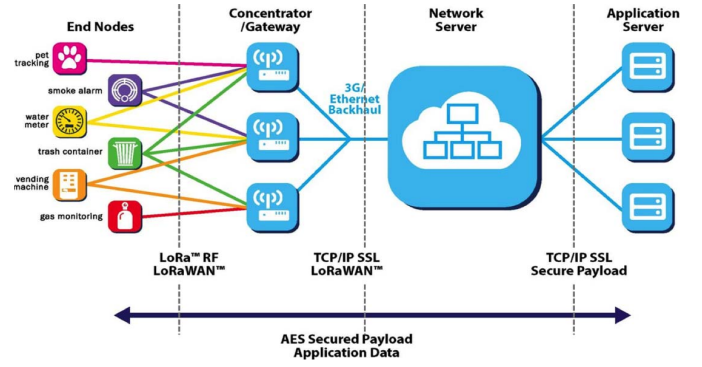 End Nodes
Concentrator
/Gateway
Network
Server
Application
Server
pet
tracking
smoke alarm
water
meter
trash container
vending
machine
gas monitoring
3G/
Ethernet
Backhaul
LoRa™ RF
LoRaWAN™
TCP/IP SSL
LoRaWAN™
TCP/IP SSL
Secure Payload
AES Secured Payload
Application Data